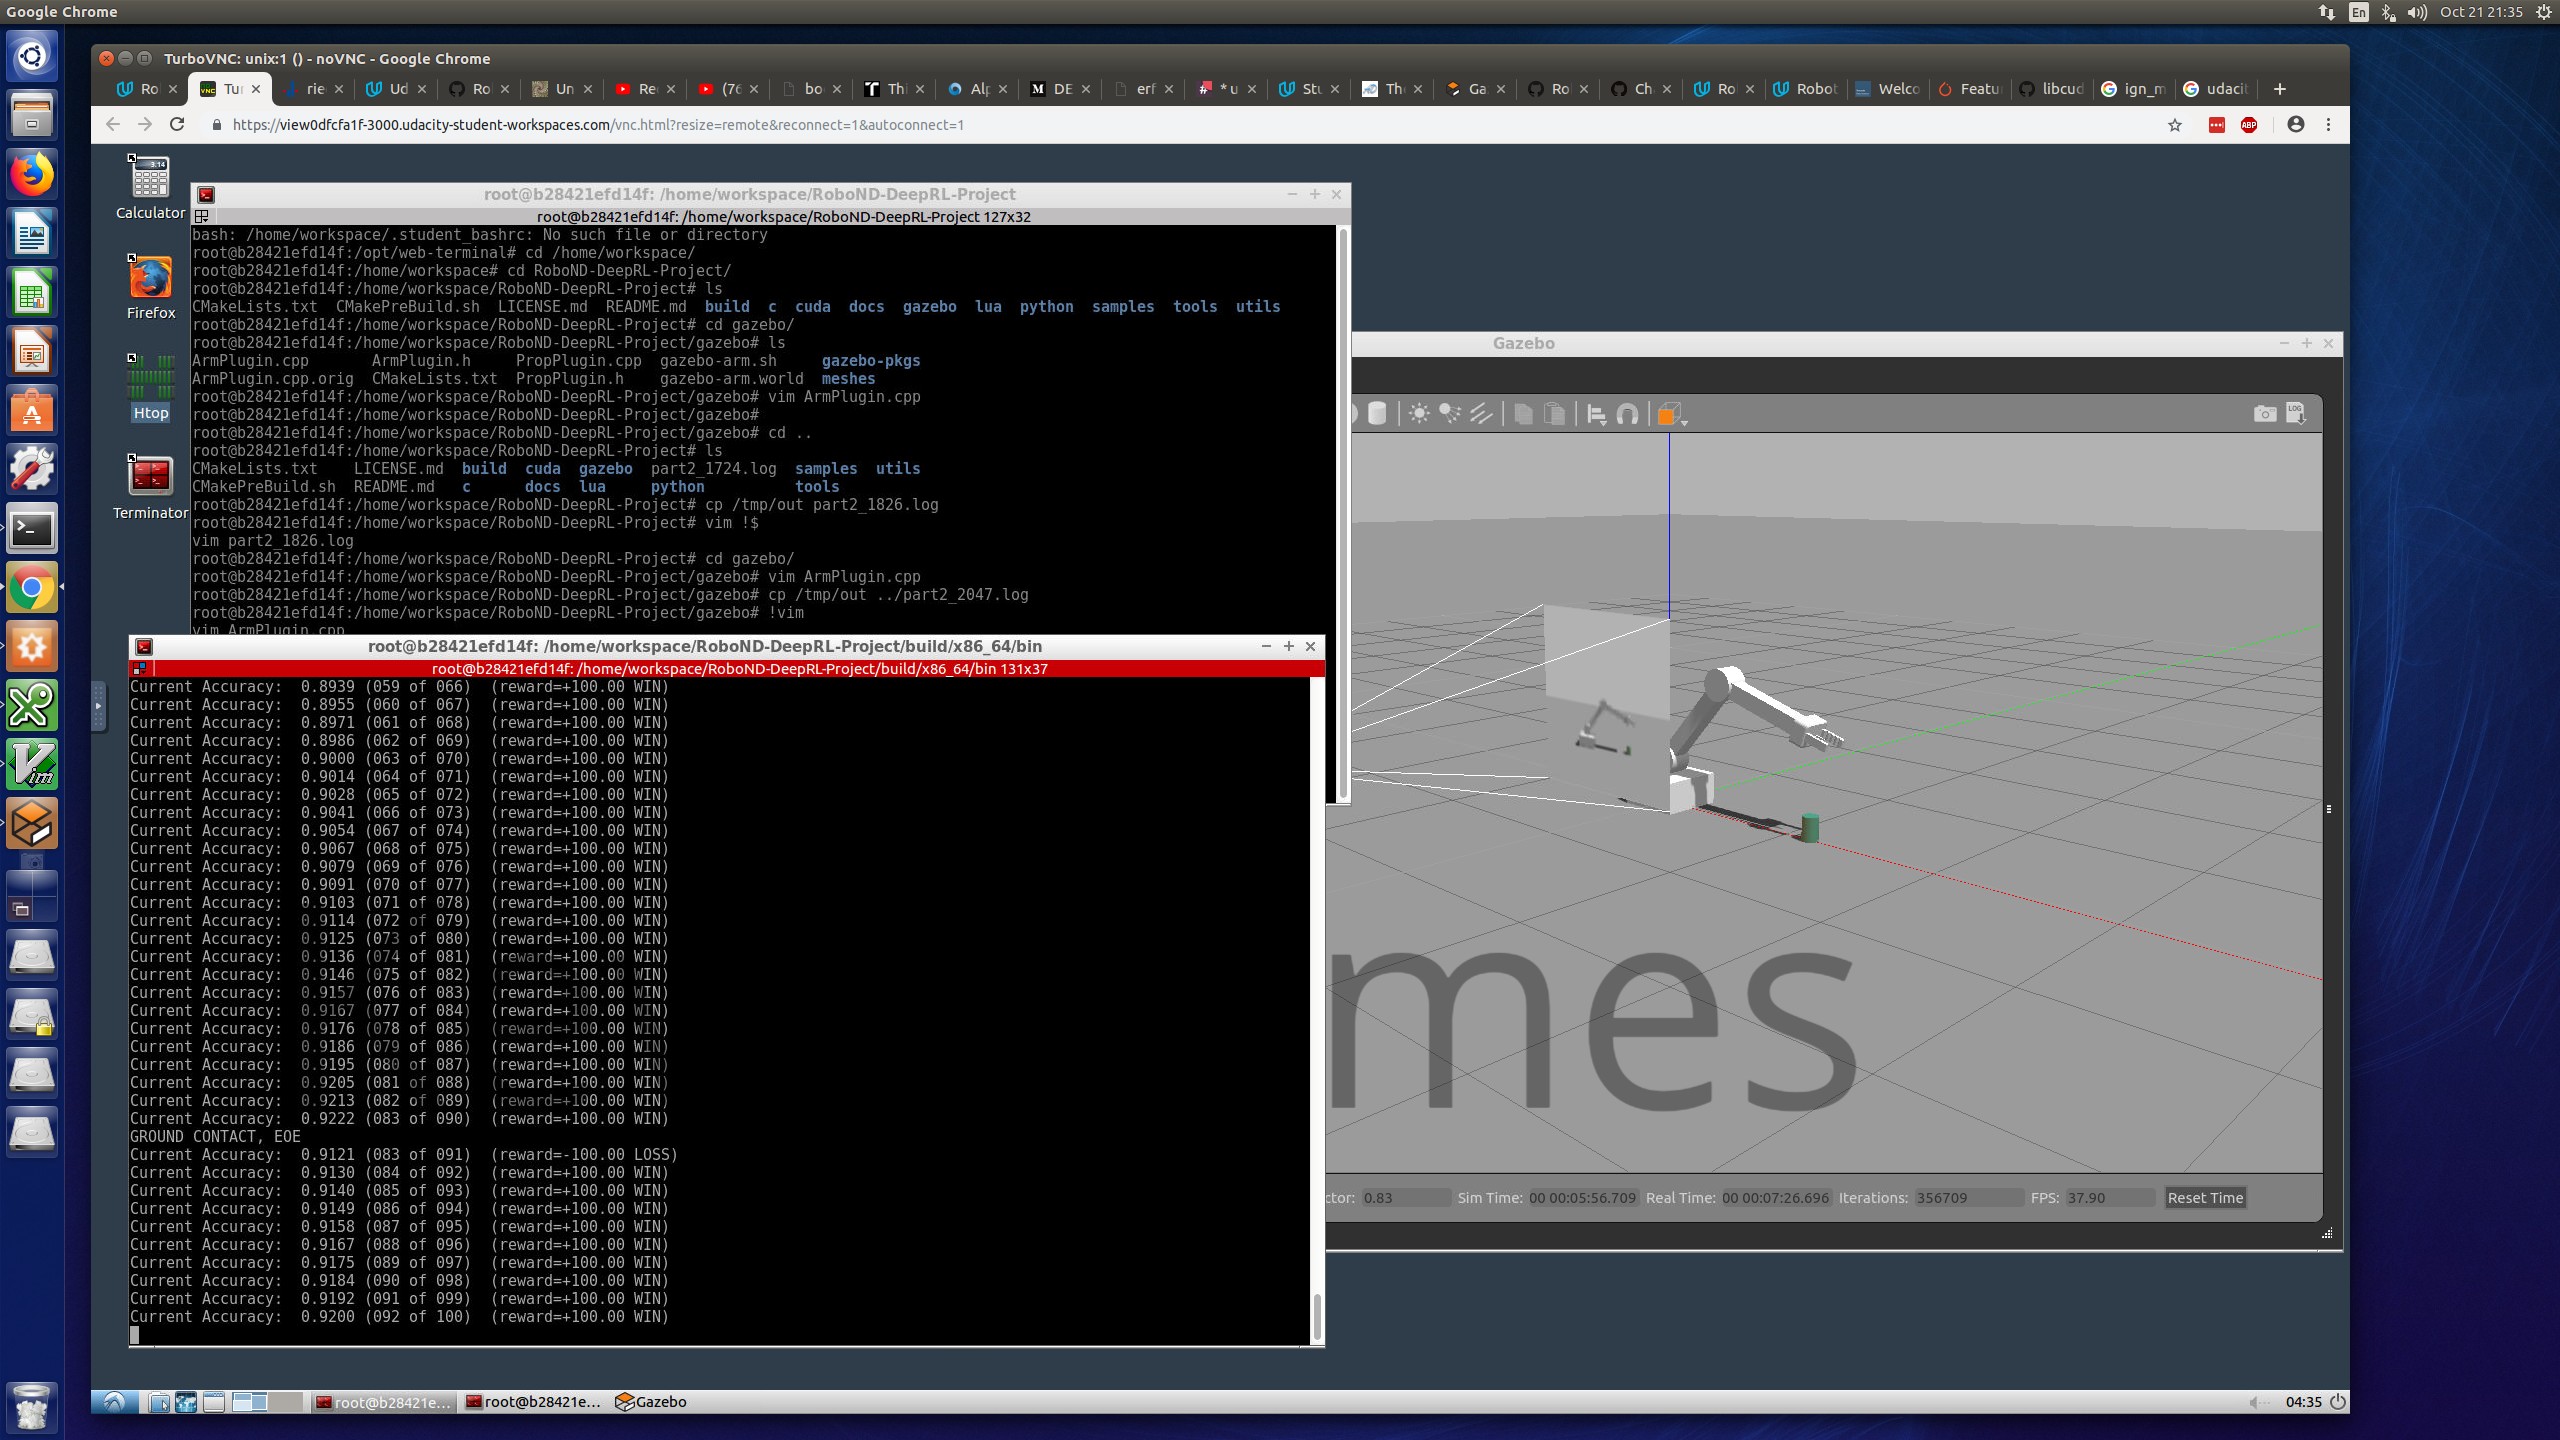 Google Chrome
En
Oct 21 21:35
TurboVNC: unix:1 () - noVNC - Google Chrome
Ro
Tu
rie
Ud
Ro
Un
Re
(76
bo
Thi
Alp
DE
erf
* u
Stu
The
Ga
Ro
Ch
Ro
Robot
Welco
Featu
libcud
ign_m
udaci
https://view0dfcfa1f-3000.udacity-student-workspaces.com/vnc.html?resize=remote&reconnect=1&autoconnect=1
ABP
3.14
Calculator
Firefox
Htop
Terminator
root@b28421efd14f: /home/workspace/RoboND-DeepRL-Project
root@b28421efd14f: /home/workspace/RoboND-DeepRL-Project 127x32
bash: /home/workspace/.student_bashrc: No such file or directory
root@b28421efd14f:/opt/web-terminal# cd /home/workspace/
root@b28421efd14f:/home/workspace# cd RoboND-DeepRL-Project/
root@b28421efd14f:/home/workspace/RoboND-DeepRL-Project# ls
CMakeLists.txt CMakePreBuild.sh LICENSE.md README.md build c cuda docs gazebo lua python samples tools utils
root@b28421efd14f:/home/workspace/RoboND-DeepRL-Project# cd gazebo/
root@b28421efd14f:/home/workspace/RoboND-DeepRL-Project/gazebo# ls
ArmPlugin.cpp ArmPlugin.h PropPlugin.cpp gazebo-arm.sh gazebo-pkgs
ArmPlugin.cpp.orig CMakeLists.txt PropPlugin.h gazebo-arm.world meshes
root@b28421efd14f:/home/workspace/RoboND-DeepRL-Project/gazebo# vim ArmPlugin.cpp
root@b28421efd14f:/home/workspace/RoboND-DeepRL-Project/gazebo#
root@b28421efd14f:/home/workspace/RoboND-DeepRL-Project/gazebo# cd ..
root@b28421efd14f:/home/workspace/RoboND-DeepRL-Project# ls
CMakeLists.txt LICENSE.md build cuda gazebo part2_1724.log samples utils
CMakePreBuild.sh README.md c docs lua python tools
root@b28421efd14f:/home/workspace/RoboND-DeepRL-Project# cp /tmp/out part2_1826.log
root@b28421efd14f:/home/workspace/RoboND-DeepRL-Project# vim !$
vim part2_1826.log
root@b28421efd14f:/home/workspace/RoboND-DeepRL-Project# cd gazebo/
root@b28421efd14f:/home/workspace/RoboND-DeepRL-Project/gazebo# vim ArmPlugin.cpp
root@b28421efd14f:/home/workspace/RoboND-DeepRL-Project/gazebo# cp /tmp/out ../part2_2047.log
root@b28421efd14f:/home/workspace/RoboND-DeepRL-Project/gazebo# !vim
vim ArmPlugin.cpp
root@b28421efd14f: /home/workspace/RoboND-DeepRL-Project/build/x86_64/bin
root@b28421efd14f: /home/workspace/RoboND-DeepRL-Project/build/x86_64/bin 131x37
Current Accuracy: 0.8939 (059 of 066) (reward=+100.00 WIN)
Current Accuracy: 0.8955 (060 of 067) (reward=+100.00 WIN)
Current Accuracy: 0.8971 (061 of 068) (reward=+100.00 WIN)
Current Accuracy: 0.8986 (062 of 069) (reward=+100.00 WIN)
Current Accuracy: 0.9000 (063 of 070) (reward=+100.00 WIN)
Current Accuracy: 0.9014 (064 of 071) (reward=+100.00 WIN)
Current Accuracy: 0.9028 (065 of 072) (reward=+100.00 WIN)
Current Accuracy: 0.9041 (066 of 073) (reward=+100.00 WIN)
Current Accuracy: 0.9054 (067 of 074) (reward=+100.00 WIN)
Current Accuracy: 0.9067 (068 of 075) (reward=+100.00 WIN)
Current Accuracy: 0.9079 (069 of 076) (reward=+100.00 WIN)
Current Accuracy: 0.9091 (070 of 077) (reward=+100.00 WIN)
Current Accuracy: 0.9103 (071 of 078) (reward=+100.00 WIN)
Current Accuracy: 0.9114 (072 of 079) (reward=+100.00 WIN)
Current Accuracy: 0.9125 (073 of 080) (reward=+100.00 WIN)
Current Accuracy: 0.9136 (074 of 081) (reward=+100.00 WIN)
Current Accuracy: 0.9146 (075 of 082) (reward=+100.00 WIN)
Current Accuracy: 0.9157 (076 of 083) (reward=+100.00 WIN)
Current Accuracy: 0.9167 (077 of 084) (reward=+100.00 WIN)
Current Accuracy: 0.9176 (078 of 085) (reward=+100.00 WIN)
Current Accuracy: 0.9186 (079 of 086) (reward=+100.00 WIN)
Current Accuracy: 0.9195 (080 of 087) (reward=+100.00 WIN)
Current Accuracy: 0.9205 (081 of 088) (reward=+100.00 WIN)
Current Accuracy: 0.9213 (082 of 089) (reward=+100.00 WIN)
Current Accuracy: 0.9222 (083 of 090) (reward=+100.00 WIN)
GROUND CONTACT, EOE
Current Accuracy: 0.9121 (083 of 091) (reward=-100.00 LOSS)
Current Accuracy: 0.9130 (084 of 092) (reward=+100.00 WIN)
Current Accuracy: 0.9140 (085 of 093) (reward=+100.00 WIN)
Current Accuracy: 0.9149 (086 of 094) (reward=+100.00 WIN)
Current Accuracy: 0.9158 (087 of 095) (reward=+100.00 WIN)
Current Accuracy: 0.9167 (088 of 096) (reward=+100.00 WIN)
Current Accuracy: 0.9175 (089 of 097) (reward=+100.00 WIN)
Current Accuracy: 0.9184 (090 of 098) (reward=+100.00 WIN)
Current Accuracy: 0.9192 (091 of 099) (reward=+100.00 WIN)
Current Accuracy: 0.9200 (092 of 100) (reward=+100.00 WIN)
Gazebo
LOG
mes
ctor: 0.83 Sim Time: 00 00:05:56.709 Real Time: 00 00:07:26.696 Iterations: 356709 FPS: 37.90 Reset Time
root@b28421e...
root@b28421e...
Gazebo
04:35